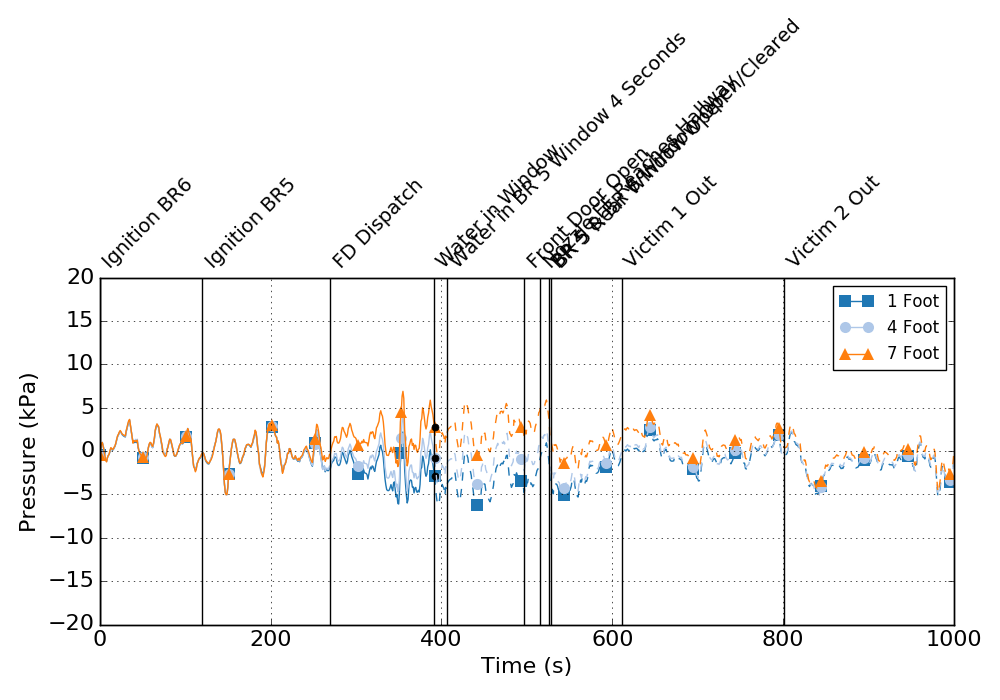 Ignition BR6
Ignition BR5
FD Dispatch
Water in Window
Water in BR 5 Window 4 Seconds
Front Door Open
Victim 1 Out
Victim 2 Out
20
15
10
5
0
−5
−10
−15
−20
Pressure (kPa)
1 Foot
4 Foot
7 Foot
0
200
400
600
800
1000
Time (s)